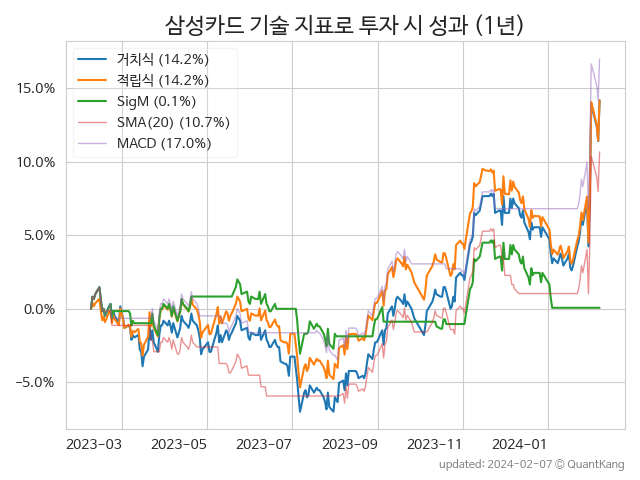 삼성카드 기술 지표로 투자 시 성과 (1년)
거치식 (14.2%)
적립식 (14.2%)
SigM (0.1%)
SMA(20) (10.7%)
MACD (17.0%)
15.0%
10.0%
5.0%
0.0%
−5.0%
2023-03 2023-05 2023-07 2023-09 2023-11 2024-01
updated: 2024-02-07 © QuantKang